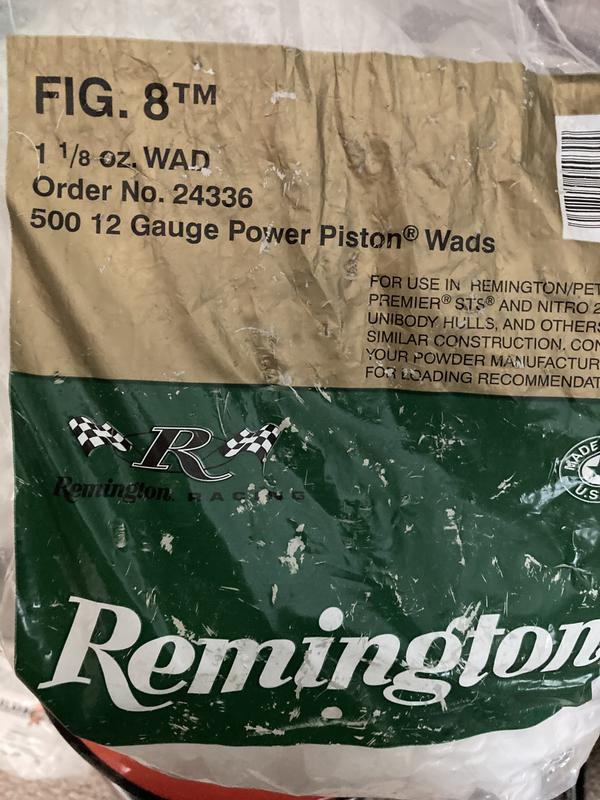 FIG. 8™
1 1/8 oz. WAD
Order No. 24336
500 12 Gauge Power Piston® Wads
FOR USE IN REMINGTON/PET
PREMIER® STS® AND NITRO 2
UNIBODY HULLS, AND OTHERS
SIMILAR CONSTRUCTION. CON
YOUR POWDER MANUFACTUR
FOR LOADING RECOMMENDAT
R
Remington RACING
MADE
U.S.
Remington